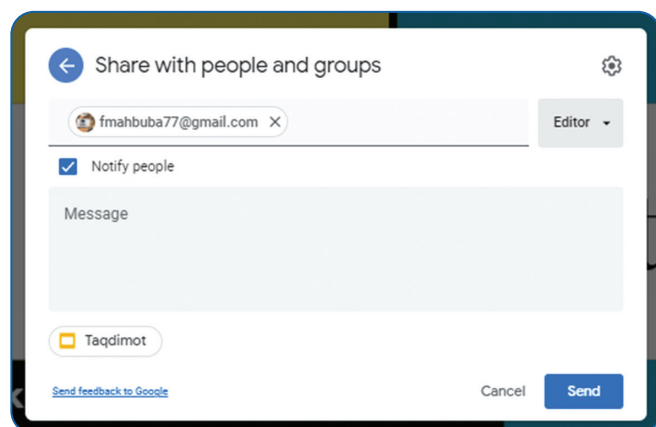 Share with people and groups
fmahbuba77@gmail.com
Editor
Notify people
Message
Taqdimot
Send feedback to Google
Cancel
Send